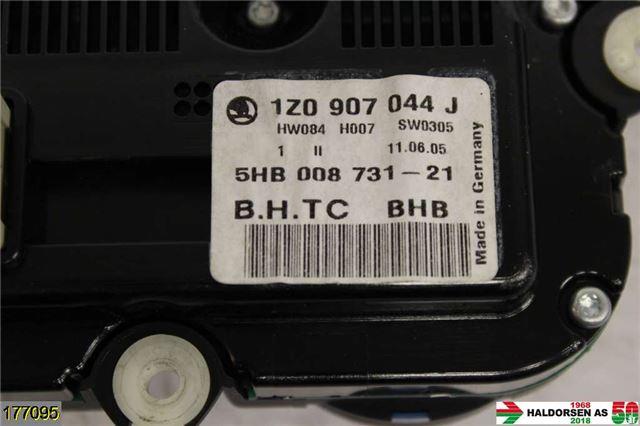 1Z0 907 044 J
HW084 H007 SW0305
1 II 11.06.05
5HB 008 731-21
B.H.TC BHB
Made in Germany
177095
1968
HALDORSEN AS 50
2018